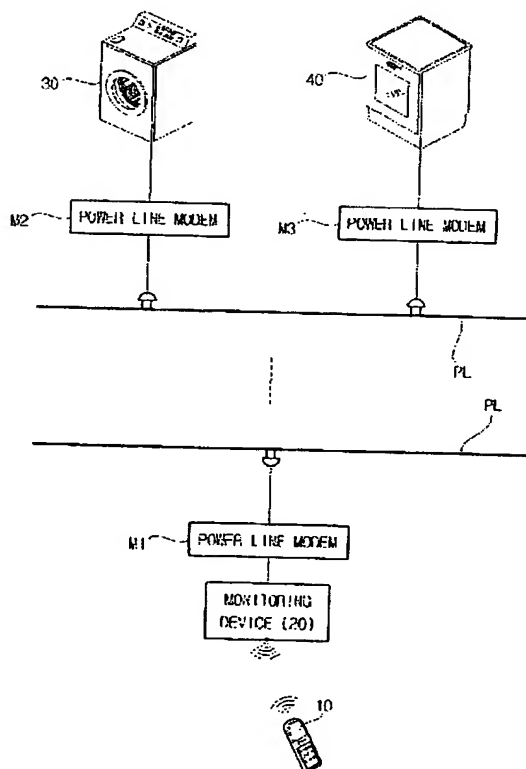 30
40
M2
POWER LINE MODEM
M3
POWER LINE MODEM
PL
PL
M1
POWER LINE MODEM
MONITORING
DEVICE (20)
10